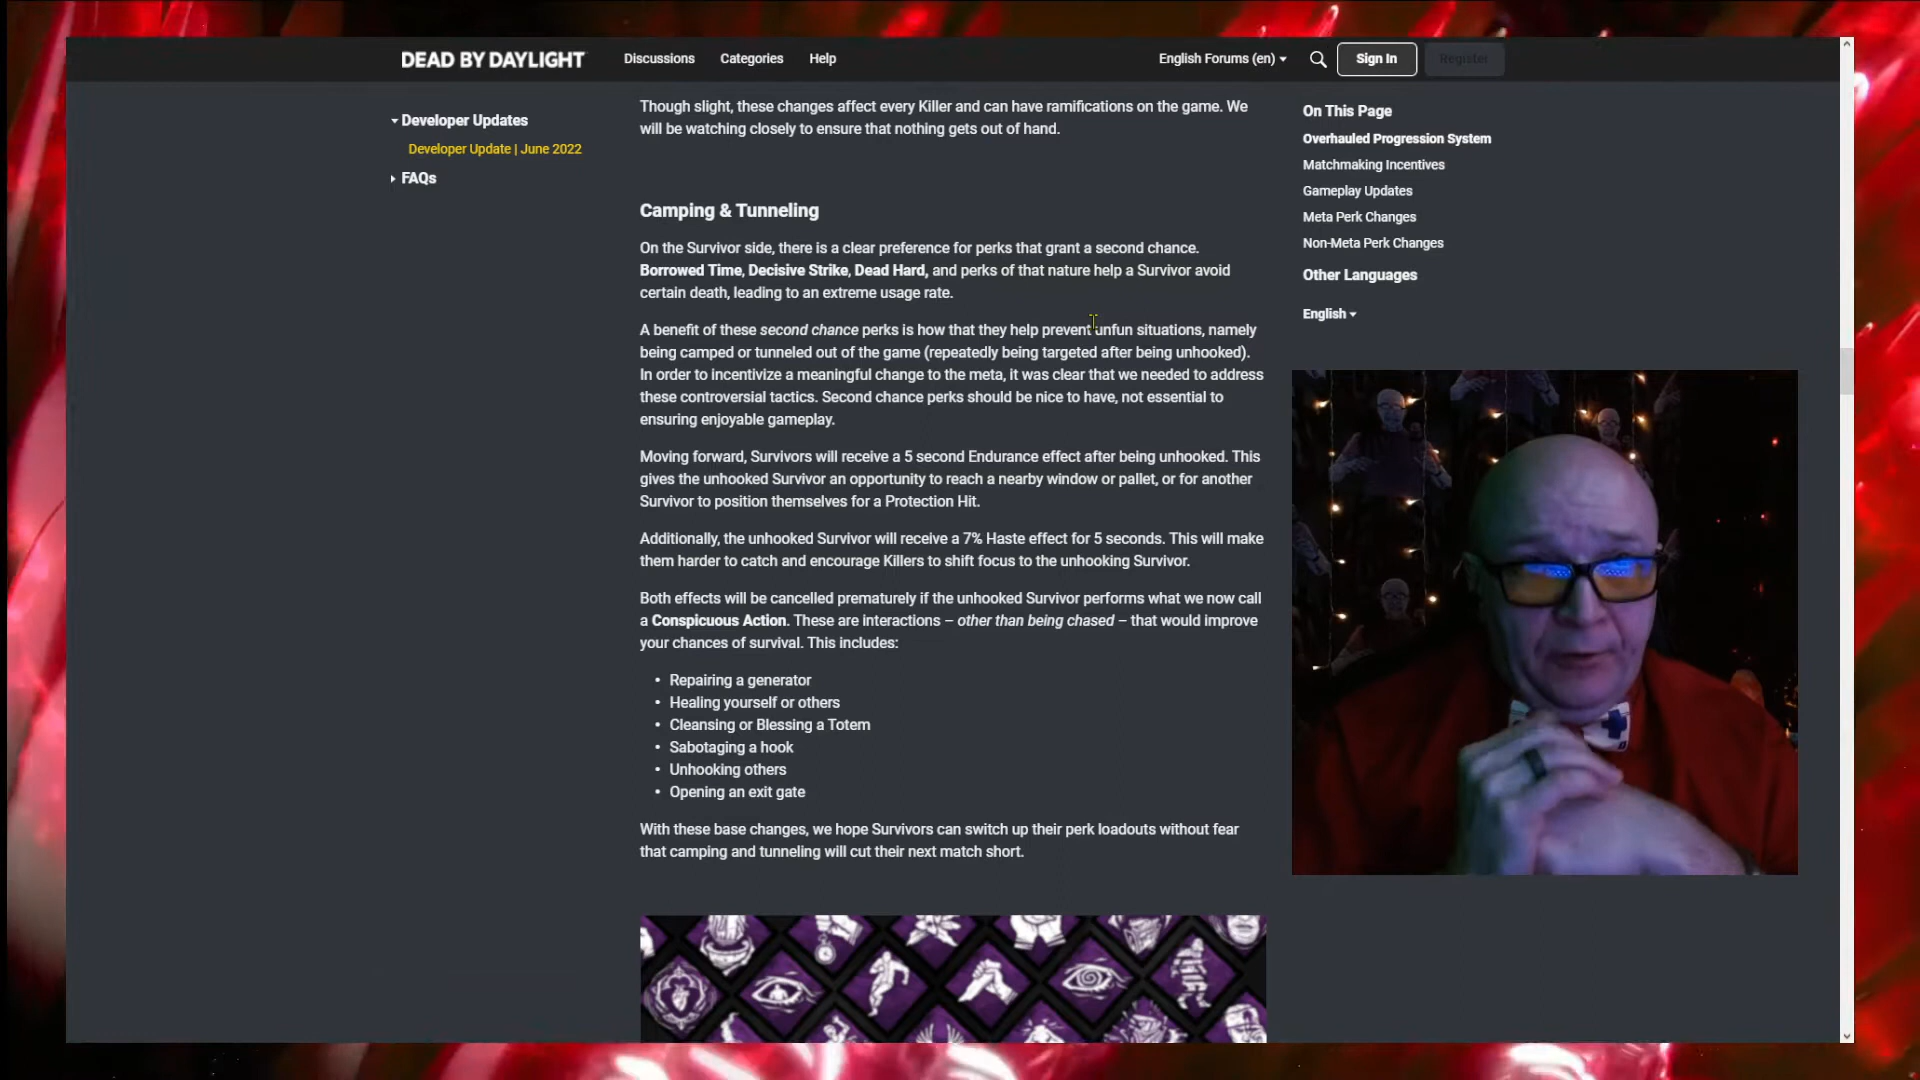 DEAD BY DAYLIGHT
Discussions
Categories
Help
English Forums (en)
Sign In
Register
Developer Updates
Developer Update | June 2022
FAQs
Though slight, these changes affect every Killer and can have ramifications on the game. We
will be watching closely to ensure that nothing gets out of hand.
Camping & Tunneling
On the Survivor side, there is a clear preference for perks that grant a second chance.
Borrowed Time, Decisive Strike, Dead Hard, and perks of that nature help a Survivor avoid
certain death, leading to an extreme usage rate.
A benefit of these second chance perks is how that they help prevent unfun situations, namely
being camped or tunneled out of the game (repeatedly being targeted after being unhooked).
In order to incentivize a meaningful change to the meta, it was clear that we needed to address
these controversial tactics. Second chance perks should be nice to have, not essential to
ensuring enjoyable gameplay.
Moving forward, Survivors will receive a 5 second Endurance effect after being unhooked. This
gives the unhooked Survivor an opportunity to reach a nearby window or pallet, or for another
Survivor to position themselves for a Protection Hit.
Additionally, the unhooked Survivor will receive a 7% Haste effect for 5 seconds. This will make
them harder to catch and encourage Killers to shift focus to the unhooking Survivor.
Both effects will be cancelled prematurely if the unhooked Survivor performs what we now call
a Conspicuous Action. These are interactions – other than being chased – that would improve
your chances of survival. This includes:
• Repairing a generator
• Healing yourself or others
• Cleansing or Blessing a Totem
• Sabotaging a hook
• Unhooking others
• Opening an exit gate
With these base changes, we hope Survivors can switch up their perk loadouts without fear
that camping and tunneling will cut their next match short.
On This Page
Overhauled Progression System
Matchmaking Incentives
Gameplay Updates
Meta Perk Changes
Non-Meta Perk Changes
Other Languages
English